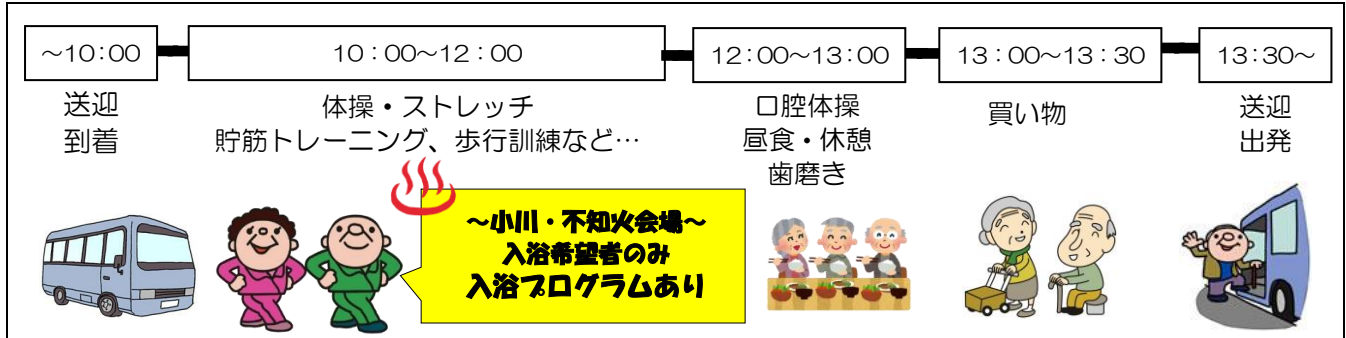 ～10:00
10：00～12：00
12:00～13:00
13：00～13：30
13:30～
送迎
到着
体操・ストレッチ
貯筋トレーニング、歩行訓練など…
口腔体操
昼食・休憩
歯磨き
買い物
送迎
出発
～小川・不知火会場～
入浴希望者のみ
入浴プログラムあり